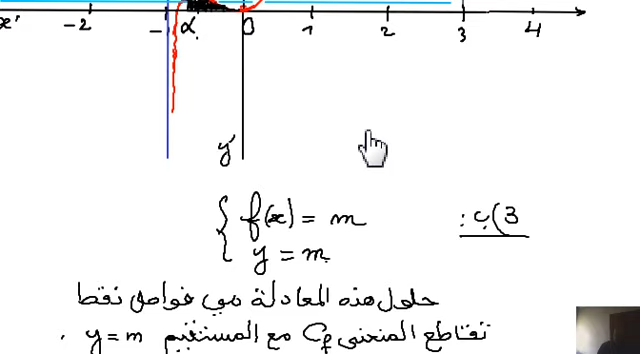 x' -2 -1 α 0 1 2 3 4
y'
3) ب :
f(x) = m
y = m
حلول هذه المعادلة هي فواصل نقط
تقاطع المنحنى Cf مع المستقيم y = m .